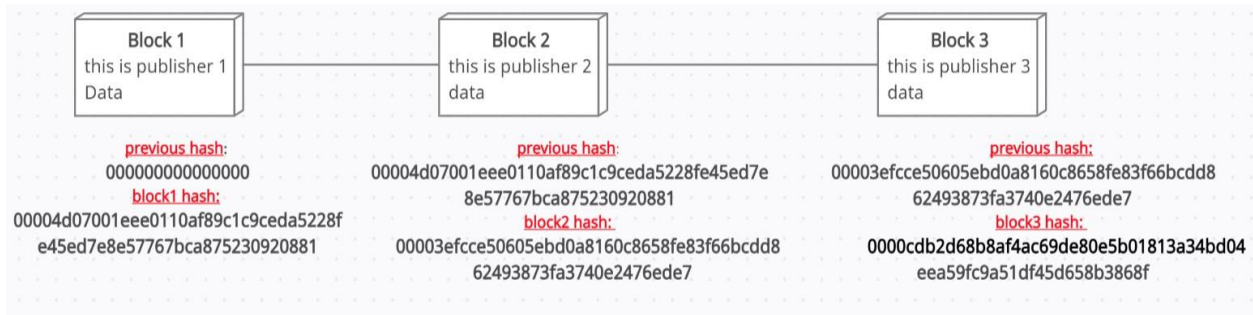 Block 1
this is publisher 1
Data
previous hash:
000000000000000
block1 hash:
00004d07001eee0110af89c1c9ceda5228f
e45ed7e8e57767bca875230920881
Block 2
this is publisher 2
data
previous hash:
00004d07001eee0110af89c1c9ceda5228fe45ed7e
8e57767bca875230920881
block2 hash:
00003efcce50605ebd0a8160c8658fe83f66bcdd8
62493873fa3740e2476ede7
Block 3
this is publisher 3
data
previous hash:
00003efcce50605ebd0a8160c8658fe83f66bcdd8
62493873fa3740e2476ede7
block3 hash:
0000cdb2d68b8af4ac69de80e5b01813a34bd04
eea59fc9a51df45d658b3868f